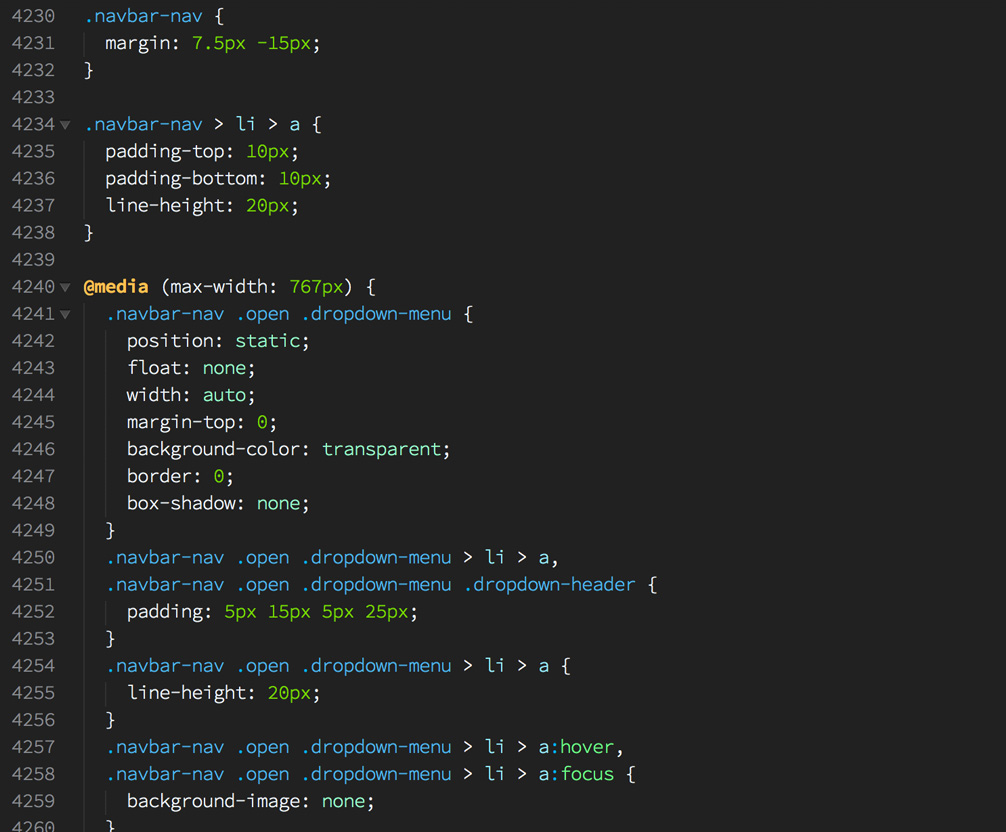 4230 .navbar-nav {
4231   margin: 7.5px -15px;
4232 }
4233
4234 .navbar-nav > li > a {
4235   padding-top: 10px;
4236   padding-bottom: 10px;
4237   line-height: 20px;
4238 }
4239
4240 @media (max-width: 767px) {
4241   .navbar-nav .open .dropdown-menu {
4242     position: static;
4243     float: none;
4244     width: auto;
4245     margin-top: 0;
4246     background-color: transparent;
4247     border: 0;
4248     box-shadow: none;
4249   }
4250   .navbar-nav .open .dropdown-menu > li > a,
4251   .navbar-nav .open .dropdown-menu .dropdown-header {
4252     padding: 5px 15px 5px 25px;
4253   }
4254   .navbar-nav .open .dropdown-menu > li > a {
4255     line-height: 20px;
4256   }
4257   .navbar-nav .open .dropdown-menu > li > a:hover,
4258   .navbar-nav .open .dropdown-menu > li > a:focus {
4259     background-image: none;
4260   }